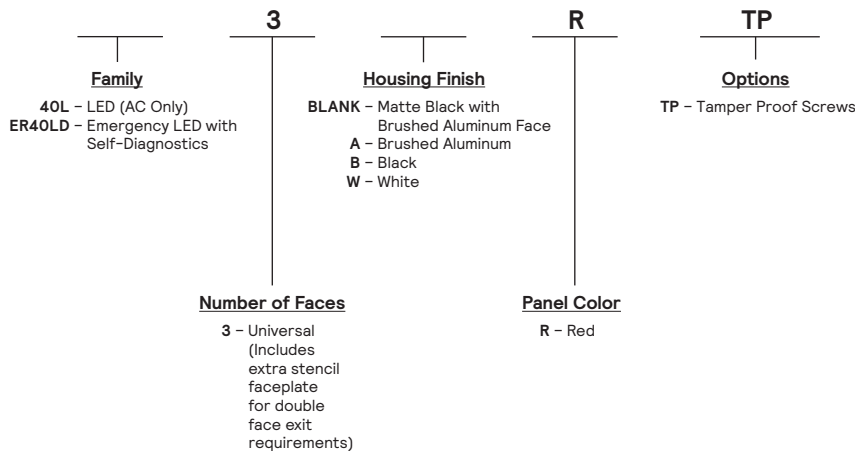 3
R
TP
Family
40L – LED (AC Only)
ER40LD – Emergency LED with
Self-Diagnostics
Housing Finish
BLANK – Matte Black with
Brushed Aluminum Face
A – Brushed Aluminum
B – Black
W – White
Options
TP – Tamper Proof Screws
Number of Faces
3 – Universal
(Includes
extra stencil
faceplate
for double
face exit
requirements)
Panel Color
R – Red